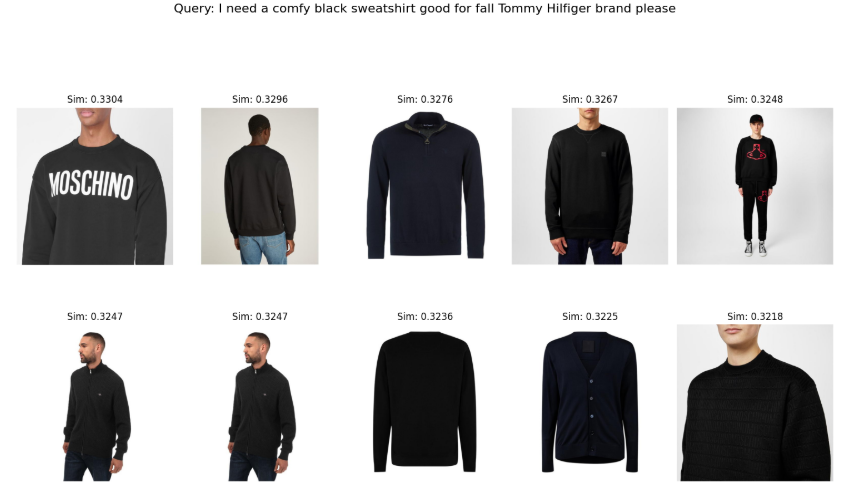 Query: I need a comfy black sweatshirt good for fall Tommy Hilfiger brand please
Sim: 0.3304
Sim: 0.3296
Sim: 0.3276
Sim: 0.3267
Sim: 0.3248
MOSCHINO
Sim: 0.3247
Sim: 0.3247
Sim: 0.3236
Sim: 0.3225
Sim: 0.3218